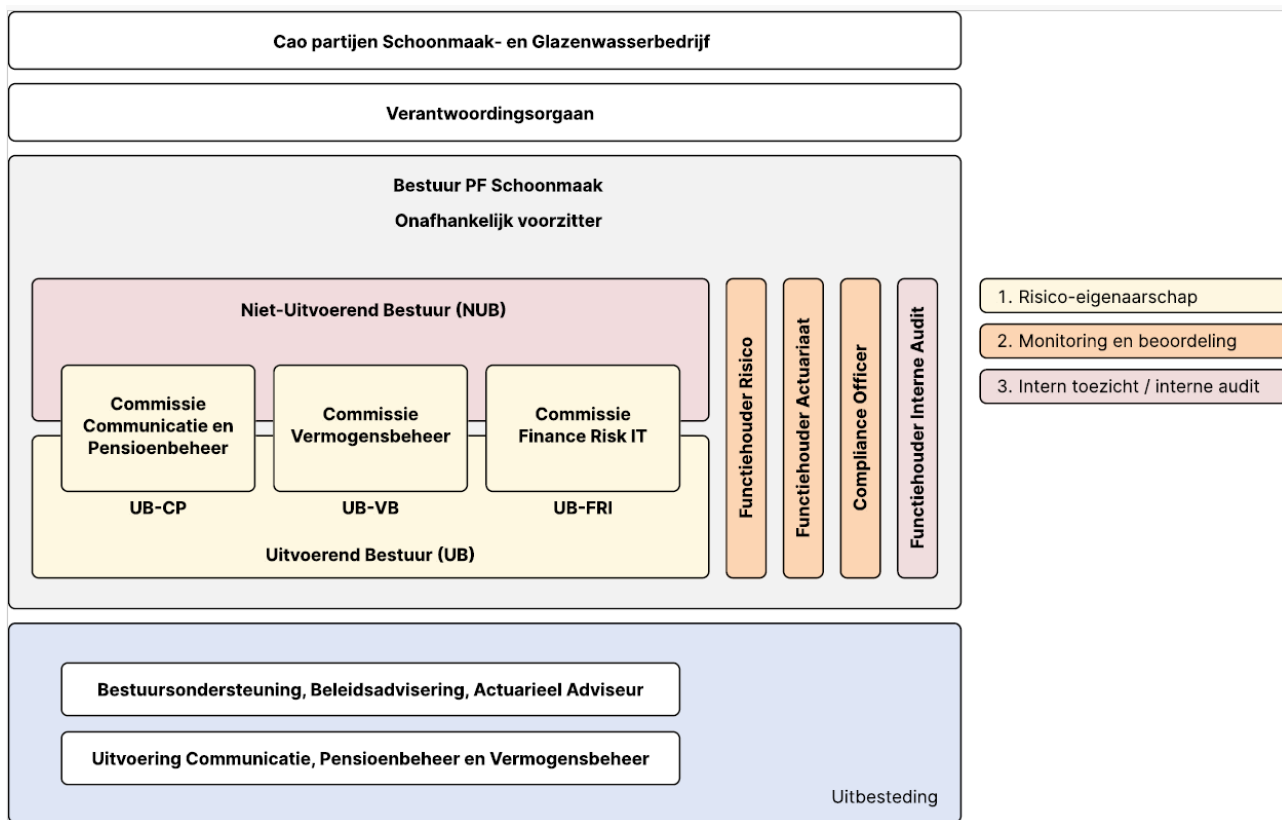 Cao partijen Schoonmaak- en Glazenwasserbedrijf
Verantwoordingsorgaan
Bestuur PF Schoonmaak
Onafhankelijk voorzitter
Niet-Uitvoerend Bestuur (NUB)
Commissie
Communicatie en
Pensioenbeheer
Commissie
Vermogensbeheer
Commissie
Finance Risk IT
UB-CP
UB-VB
UB-FRI
Uitvoerend Bestuur (UB)
Functiehouder Risico
Functiehouder Actuariaat
Compliance Officer
Functiehouder Interne Audit
1. Risico-eigenaarschap
2. Monitoring en beoordeling
3. Intern toezicht / interne audit
Bestuursondersteuning, Beleidsadvisering, Actuarieel Adviseur
Uitvoering Communicatie, Pensioenbeheer en Vermogensbeheer
Uitbesteding